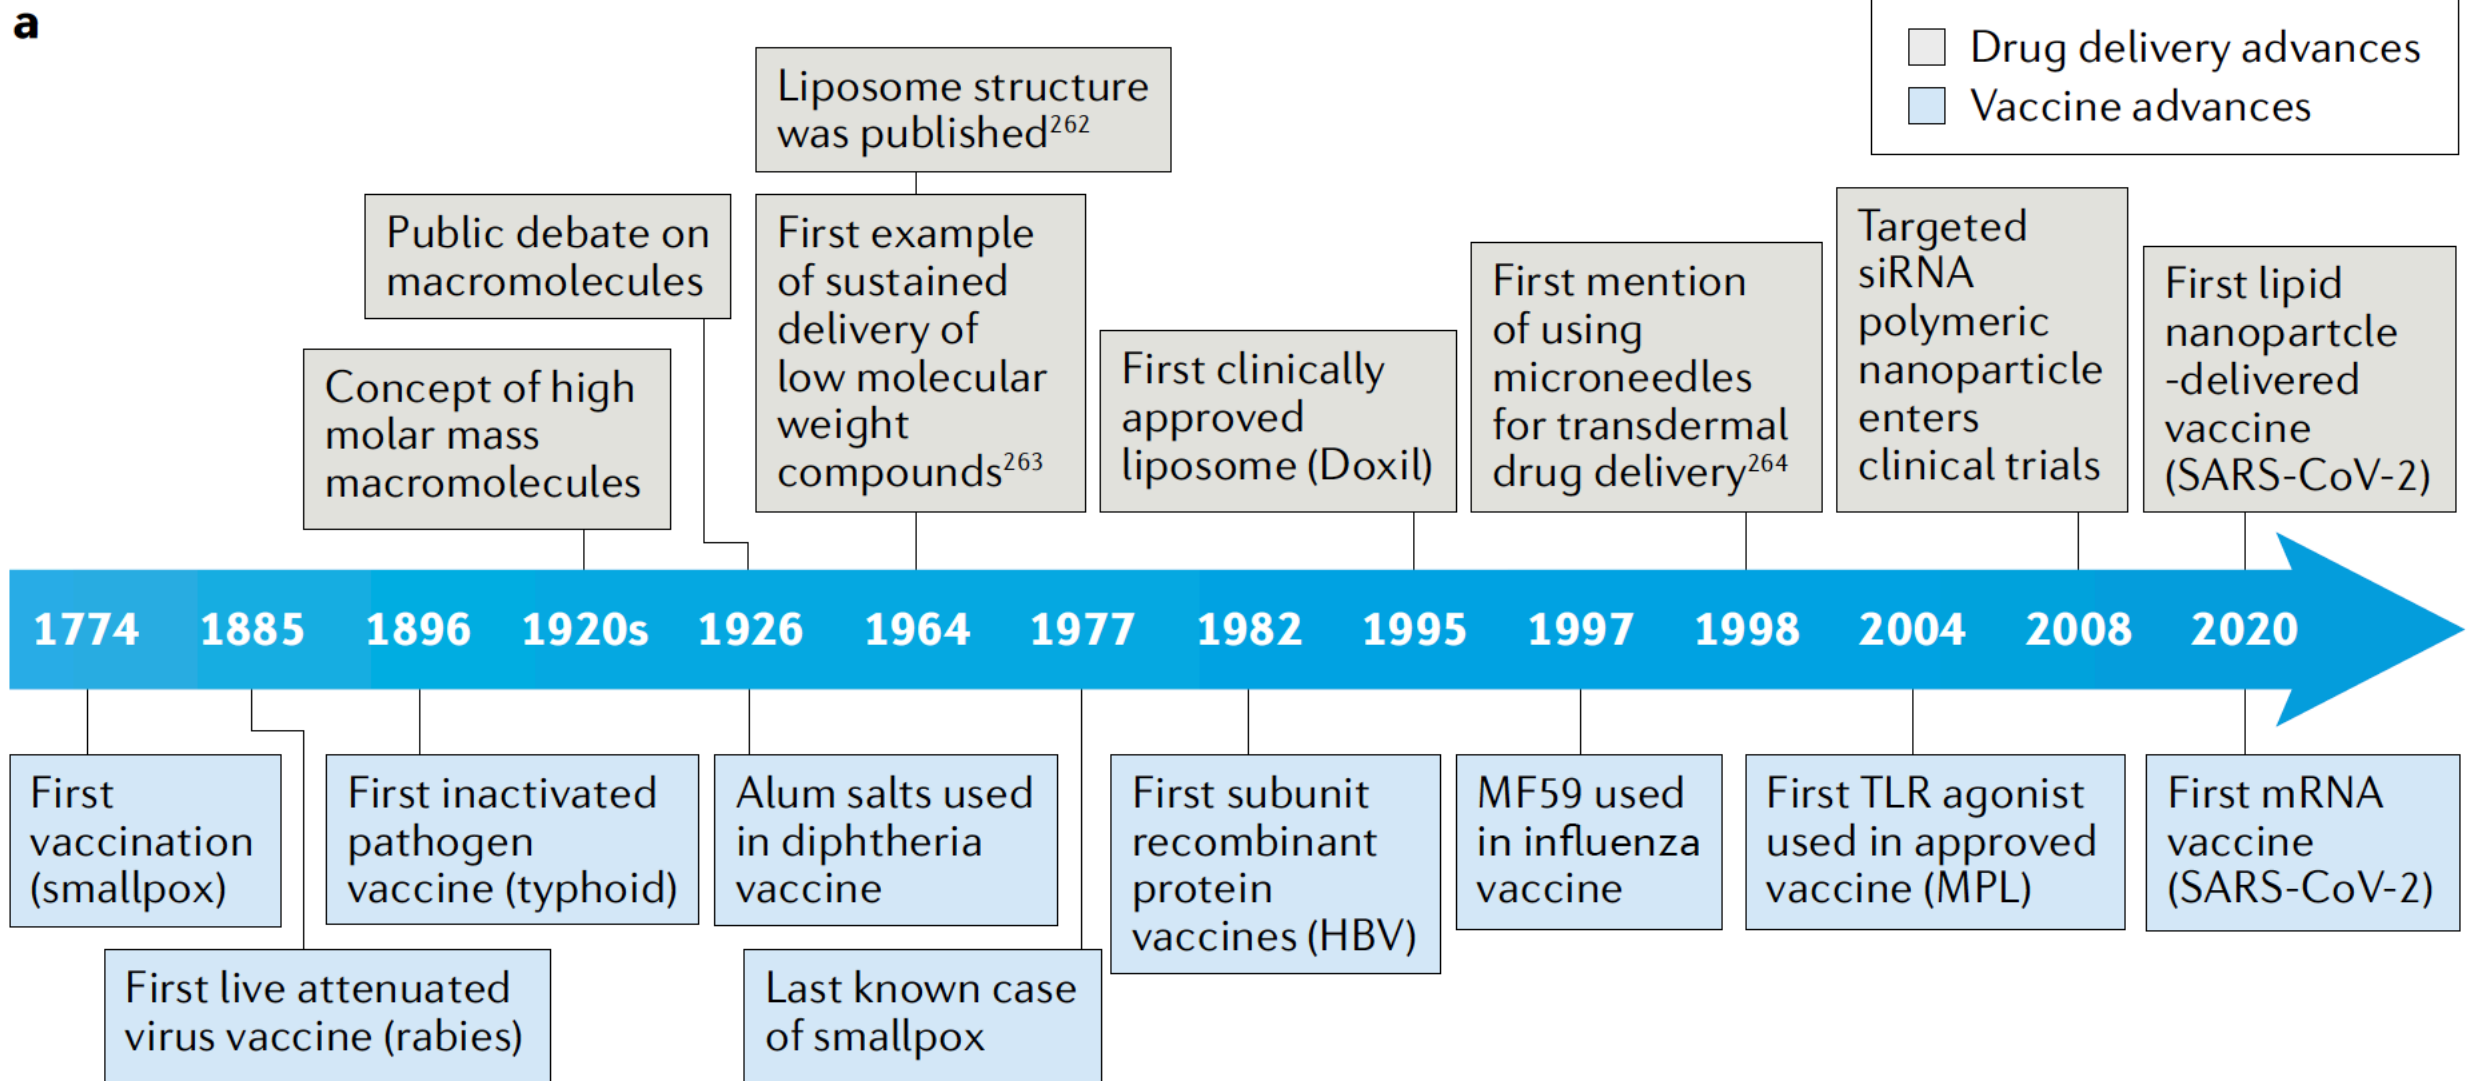 a
Drug delivery advances
Vaccine advances
Liposome structure
was published262
Public debate on
macromolecules
First example
of sustained
delivery of
low molecular
weight
compounds263
Concept of high
molar mass
macromolecules
First clinically
approved
liposome (Doxil)
First mention
of using
microneedles
for transdermal
drug delivery264
Targeted
siRNA
polymeric
nanoparticle
enters
clinical trials
First lipid
nanopartcle
-delivered
vaccine
(SARS-CoV-2)
1774 1885 1896 1920s 1926 1964 1977 1982 1995 1997 1998 2004 2008 2020
First
vaccination
(smallpox)
First live attenuated
virus vaccine (rabies)
First inactivated
pathogen
vaccine (typhoid)
Alum salts used
in diphtheria
vaccine
Last known case
of smallpox
First subunit
recombinant
protein
vaccines (HBV)
MF59 used
in influenza
vaccine
First TLR agonist
used in approved
vaccine (MPL)
First mRNA
vaccine
(SARS-CoV-2)